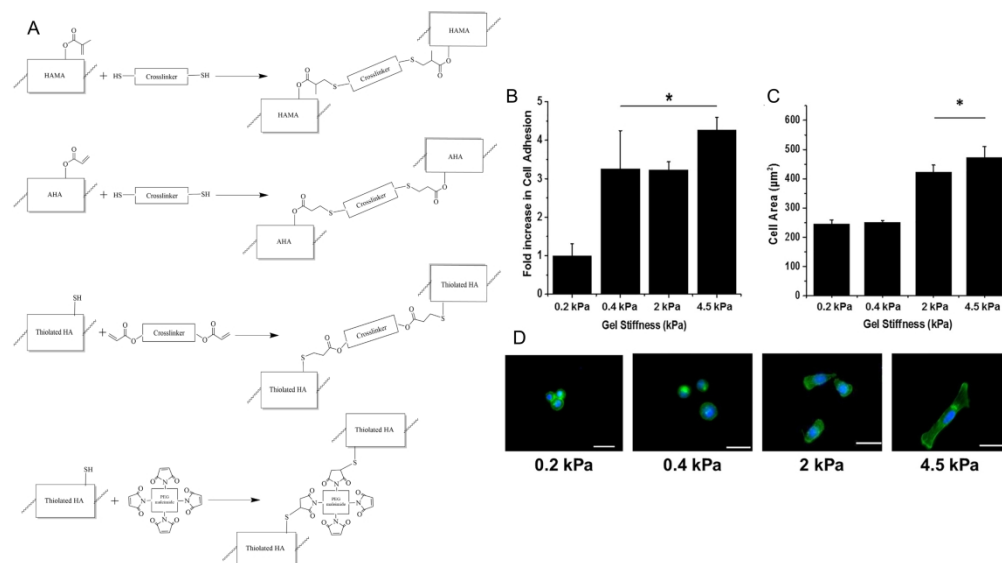 A
O
O
HAMA
+
HS
Crosslinker
SH
HAMA
O
O
S
Crosslinker
S
O
O
HAMA
O
O
AHA
+
HS
Crosslinker
SH
AHA
O
O
S
Crosslinker
S
O
O
AHA
SH
Thiolated HA
+
O
O
Crosslinker
O
O
Thiolated HA
S
O
O
Crosslinker
O
O
S
Thiolated HA
SH
Thiolated HA
+
O
N
O
O
N
O
PEG
O
N
O
O
N
O
Thiolated HA
S
O
N
O
S
O
N
O
PEG
O
N
O
O
N
O
Thiolated HA
B
Fold increase in Cell Adhesion
5
4
3
2
1
0
*
0.2 kPa 0.4 kPa 2 kPa 4.5 kPa
Gel Stiffness (kPa)
C
Cell Area (µm²)
600
500
400
300
200
100
0
*
0.2 kPa 0.4 kPa 2 kPa 4.5 kPa
Gel Stiffness (kPa)
D
0.2 kPa 0.4 kPa 2 kPa 4.5 kPa